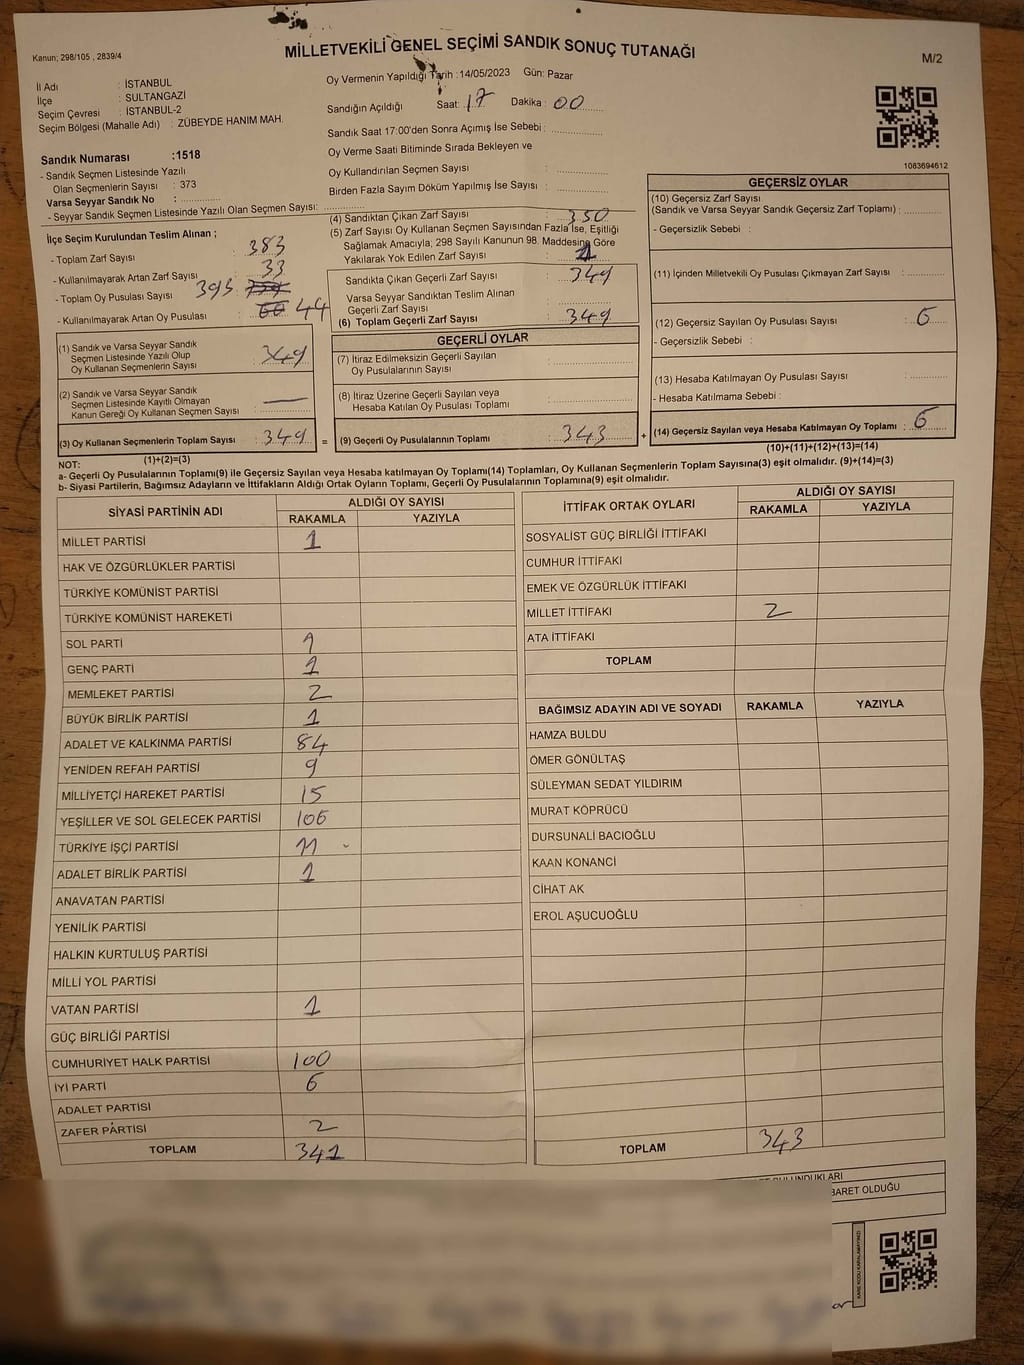 Kanun; 298/105 , 2839/4
MİLLETVEKİLİ GENEL SEÇİMİ SANDIK SONUÇ TUTANAĞI
M/2
İl Adı : İSTANBUL
İlçe : SULTANGAZİ
Seçim Çevresi : İSTANBUL-2
Seçim Bölgesi (Mahalle Adı) : ZÜBEYDE HANIM MAH.
Sandık Numarası :1518
- Sandık Seçmen Listesinde Yazılı
Olan Seçmenlerin Sayısı : 373
Varsa Seyyar Sandık No :
- Seyyar Sandık Seçmen Listesinde Yazılı Olan Seçmen Sayısı:
Oy Vermenin Yapıldığı Tarih :14/05/2023 Gün: Pazar
Sandığın Açıldığı Saat: 17 Dakika : 00
Sandık Saat 17:00'den Sonra Açımış İse Sebebi :
Oy Verme Saati Bitiminde Sırada Bekleyen ve
Oy Kullandırılan Seçmen Sayısı :
Birden Fazla Sayım Döküm Yapılmış İse Sayısı :
1083694612
İlçe Seçim Kurulundan Teslim Alınan ;
- Toplam Zarf Sayısı : 383
- Kullanılmayarak Artan Zarf Sayısı : 33
- Toplam Oy Pusulası Sayısı 393
- Kullanılmayarak Artan Oy Pusulası : 60 44
(1) Sandık ve Varsa Seyyar Sandık
Seçmen Listesinde Yazılı Olup
Oy Kullanan Seçmenlerin Sayısı : 349
(2) Sandık ve Varsa Seyyar Sandık
Seçmen Listesinde Kayıtlı Olmayan
Kanun Gereği Oy Kullanan Seçmen Sayısı : —
(3) Oy Kullanan Seçmenlerin Toplam Sayısı : 349 =
(1)+(2)=(3)
(4) Sandıktan Çıkan Zarf Sayısı : 350
(5) Zarf Sayısı Oy Kullanan Seçmen Sayısından Fazla İse, Eşitliği
Sağlamak Amacıyla; 298 Sayılı Kanunun 98. Maddesine Göre
Yakılarak Yok Edilen Zarf Sayısı : 1
Sandıkta Çıkan Geçerli Zarf Sayısı : 349
Varsa Seyyar Sandıktan Teslim Alınan
Geçerli Zarf Sayısı :
(6) Toplam Geçerli Zarf Sayısı : 349
GEÇERLİ OYLAR
(7) İtiraz Edilmeksizin Geçerli Sayılan
Oy Pusulalarının Sayısı :
(8) İtiraz Üzerine Geçerli Sayılan veya
Hesaba Katılan Oy Pusulası Toplamı :
(9) Geçerli Oy Pusulalarının Toplamı : 343 +
GEÇERSİZ OYLAR
(10) Geçersiz Zarf Sayısı
(Sandık ve Varsa Seyyar Sandık Geçersiz Zarf Toplamı) :
- Geçersizlik Sebebi :
(11) İçinden Milletvekili Oy Pusulası Çıkmayan Zarf Sayısı :
(12) Geçersiz Sayılan Oy Pusulası Sayısı : 6
- Geçersizlik Sebebi :
(13) Hesaba Katılmayan Oy Pusulası Sayısı :
- Hesaba Katılmama Sebebi :
(14) Geçersiz Sayılan veya Hesaba Katılmayan Oy Toplamı : 6
(10)+(11)+(12)+(13)=(14)
NOT:
a- Geçerli Oy Pusulalarının Toplamı(9) ile Geçersiz Sayılan veya Hesaba katılmayan Oy Toplamı(14) Toplamları, Oy Kullanan Seçmenlerin Toplam Sayısına(3) eşit olmalıdır. (9)+(14)=(3)
b- Siyasi Partilerin, Bağımsız Adayların ve İttifakların Aldığı Ortak Oyların Toplamı, Geçerli Oy Pusulalarının Toplamına(9) eşit olmalıdır.
SİYASİ PARTİNİN ADI ALDIĞI OY SAYISI
RAKAMLA YAZIYLA
MİLLET PARTİSİ 1
HAK VE ÖZGÜRLÜKLER PARTİSİ
TÜRKİYE KOMÜNİST PARTİSİ
TÜRKİYE KOMÜNİST HAREKETİ
SOL PARTİ 1
GENÇ PARTİ 1
MEMLEKET PARTİSİ 2
BÜYÜK BİRLİK PARTİSİ 1
ADALET VE KALKINMA PARTİSİ 84
YENİDEN REFAH PARTİSİ 9
MİLLİYETÇİ HAREKET PARTİSİ 15
YEŞİLLER VE SOL GELECEK PARTİSİ 106
TÜRKİYE İŞÇİ PARTİSİ 11
ADALET BİRLİK PARTİSİ 1
ANAVATAN PARTİSİ
YENİLİK PARTİSİ
HALKIN KURTULUŞ PARTİSİ
MİLLİ YOL PARTİSİ
VATAN PARTİSİ 1
GÜÇ BİRLİĞİ PARTİSİ
CUMHURİYET HALK PARTİSİ 100
İYİ PARTİ 6
ADALET PARTİSİ
ZAFER PARTİSİ 2
TOPLAM 341
İTTİFAK ORTAK OYLARI ALDIĞI OY SAYISI
RAKAMLA YAZIYLA
SOSYALİST GÜÇ BİRLİĞİ İTTİFAKI
CUMHUR İTTİFAKI
EMEK VE ÖZGÜRLÜK İTTİFAKI
MİLLET İTTİFAKI 2
ATA İTTİFAKI
TOPLAM
BAĞIMSIZ ADAYIN ADI VE SOYADI RAKAMLA YAZIYLA
HAMZA BULDU
ÖMER GÖNÜLTAŞ
SÜLEYMAN SEDAT YILDIRIM
MURAT KÖPRÜCÜ
DURSUNALİ BACIOĞLU
KAAN KONANCİ
CİHAT AK
EROL AŞUCUOĞLU
TOPLAM 343
BULUNDUKLARI
BARET OLDUĞU
KARE KODU KARALAMAYINIZ!